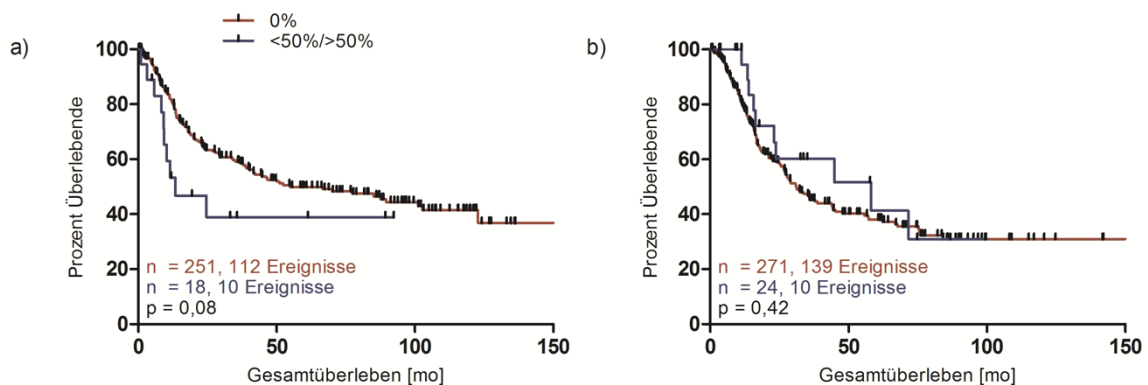 0%
<50%/>50%
a)
100
80
60
40
20
0
Prozent Überlebende
n = 251, 112 Ereignisse
n = 18, 10 Ereignisse
p = 0,08
0 50 100 150
Gesamtüberleben [mo]
b)
100
80
60
40
20
0
Prozent Überlebende
n = 271, 139 Ereignisse
n = 24, 10 Ereignisse
p = 0,42
0 50 100 150
Gesamtüberleben [mo]